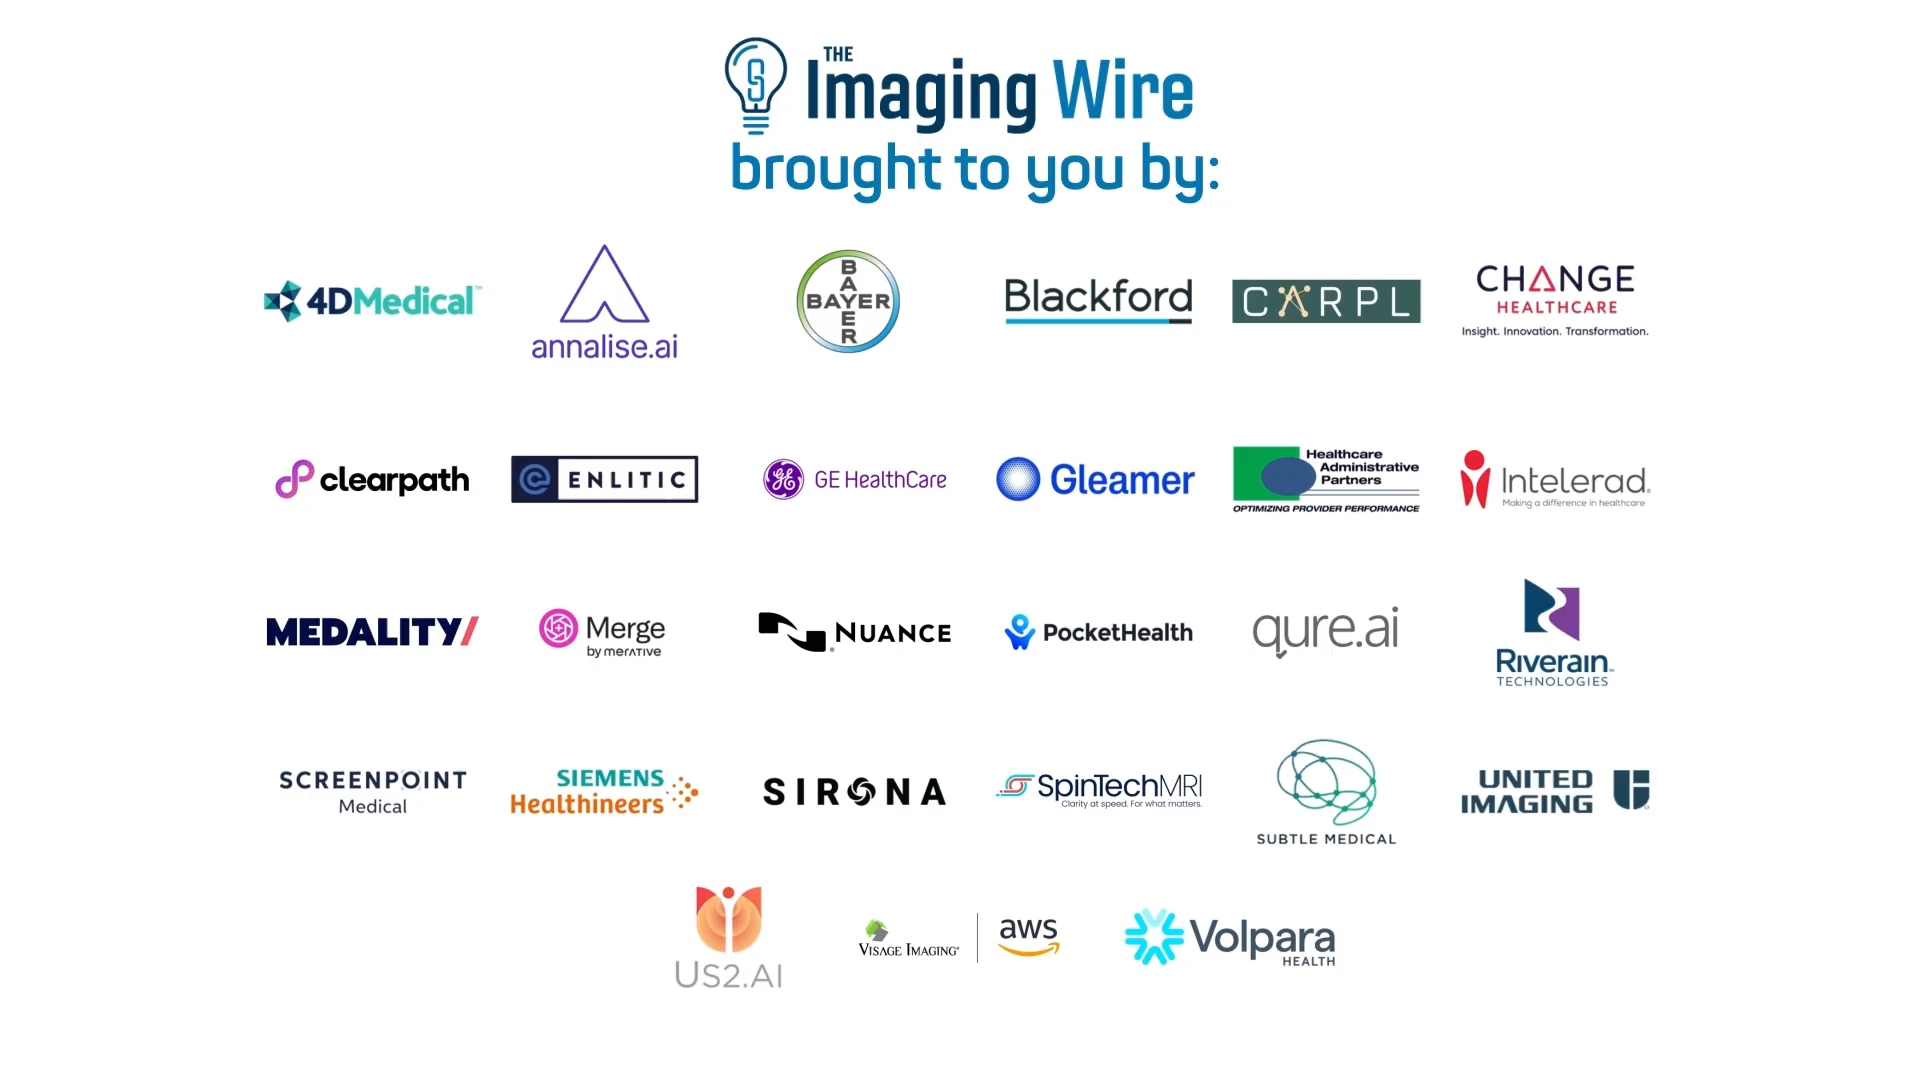 THE
Imaging Wire
brought to you by:
4DMedical™
annalise.ai
BAYER
BAYER
Blackford
CARPL
CHANGE
HEALTHCARE
Insight. Innovation. Transformation.
clearpath
ENLITIC
GE HealthCare
Gleamer
Healthcare
Administrative
Partners
OPTIMIZING PROVIDER PERFORMANCE
Intelerad®
Making a difference in healthcare
MEDALITY/
Merge
by merative
NUANCE
PocketHealth
qure.ai
Riverain™
TECHNOLOGIES
SCREENPOINT
Medical
SIEMENS
Healthineers
SIRONA
SpinTechMRI
Clarity at speed. For what matters.
SUBTLE MEDICAL
UNITED
IMAGING
US2.AI
VISAGE IMAGING®
aws
Volpara
HEALTH